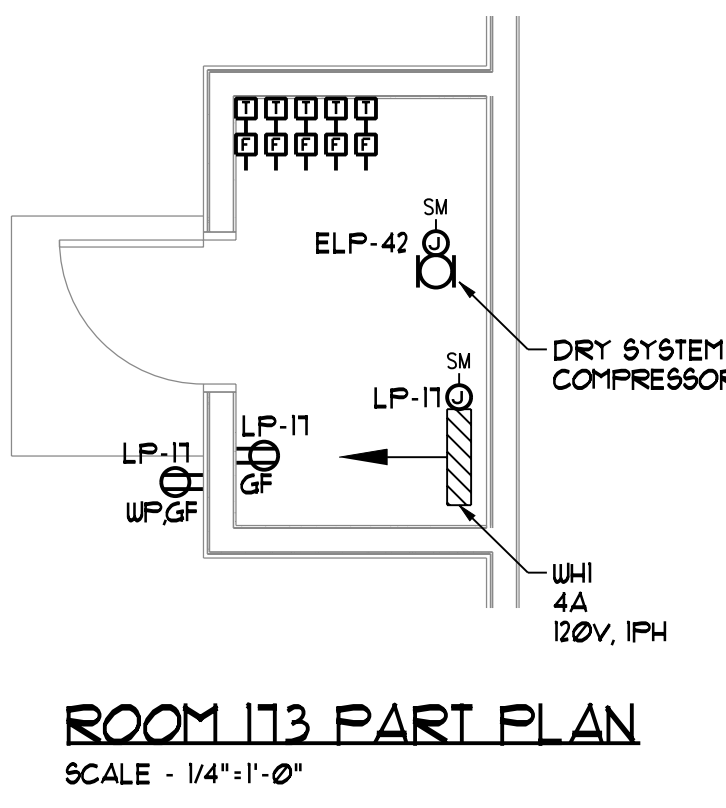 T T T T T
F F F F F
SM
ELP-42 J
DRY SYSTEM
COMPRESSOR
SM
LP-17 J
LP-17
LP-17
GF
WP,GF
WH1
4A
120V, 1PH
ROOM 173 PART PLAN
SCALE - 1/4"=1'-0"